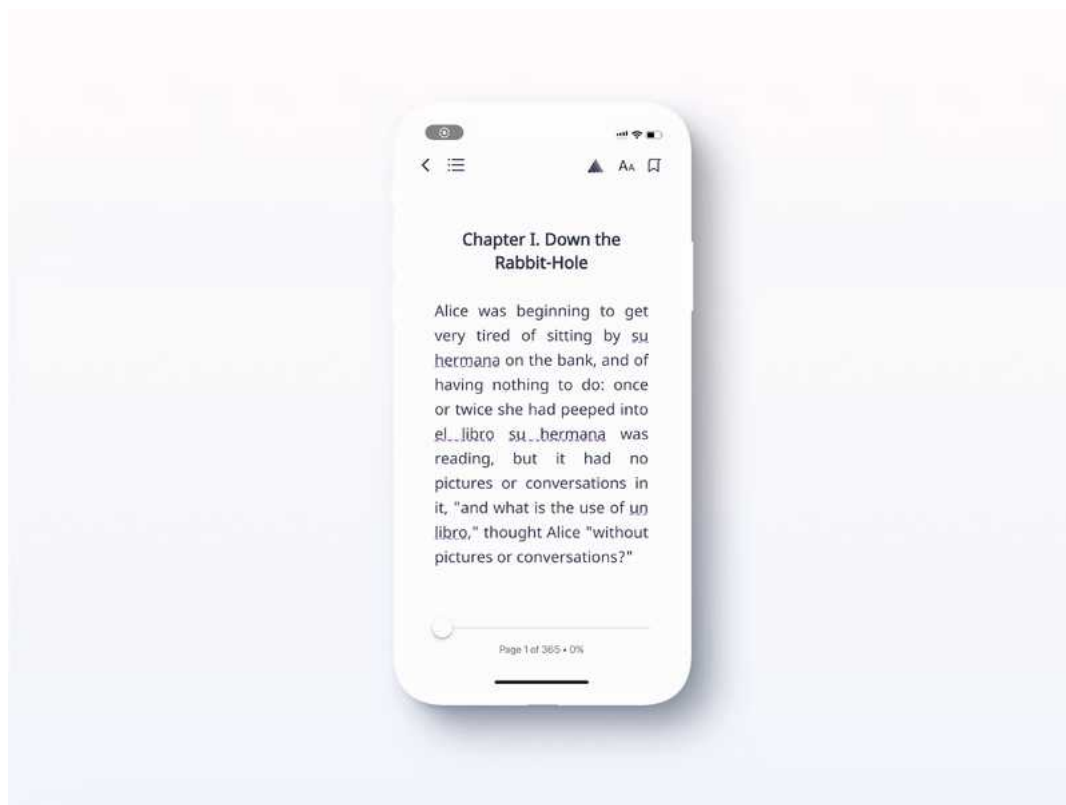 AA
Chapter I. Down the
Rabbit-Hole
Alice was beginning to get
very tired of sitting by su
hermana on the bank, and of
having nothing to do: once
or twice she had peeped into
el libro su hermana was
reading, but it had no
pictures or conversations in
it, "and what is the use of un
libro," thought Alice "without
pictures or conversations?"
Page 1 of 365 • 0%